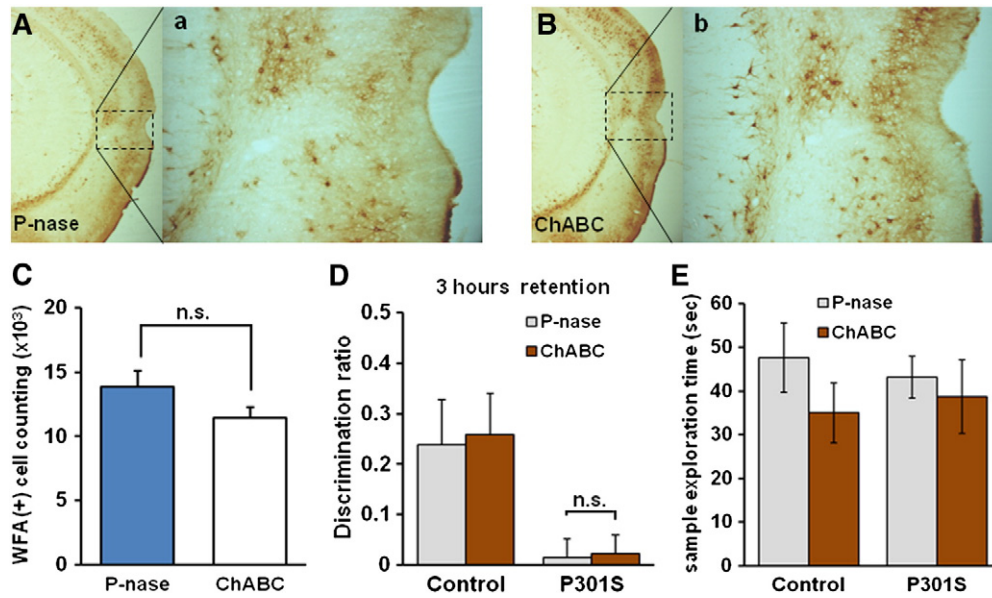 A
a
P-nase
B
b
ChABC
C
WFA(+) cell counting (x10³)
20
15
10
5
0
n.s.
P-nase
ChABC
D
3 hours retention
Discrimination ratio
0.5
0.4
0.3
0.2
0.1
0
P-nase
ChABC
n.s.
Control
P301S
E
sample exploration time (sec)
60
50
40
30
20
10
0
P-nase
ChABC
Control
P301S